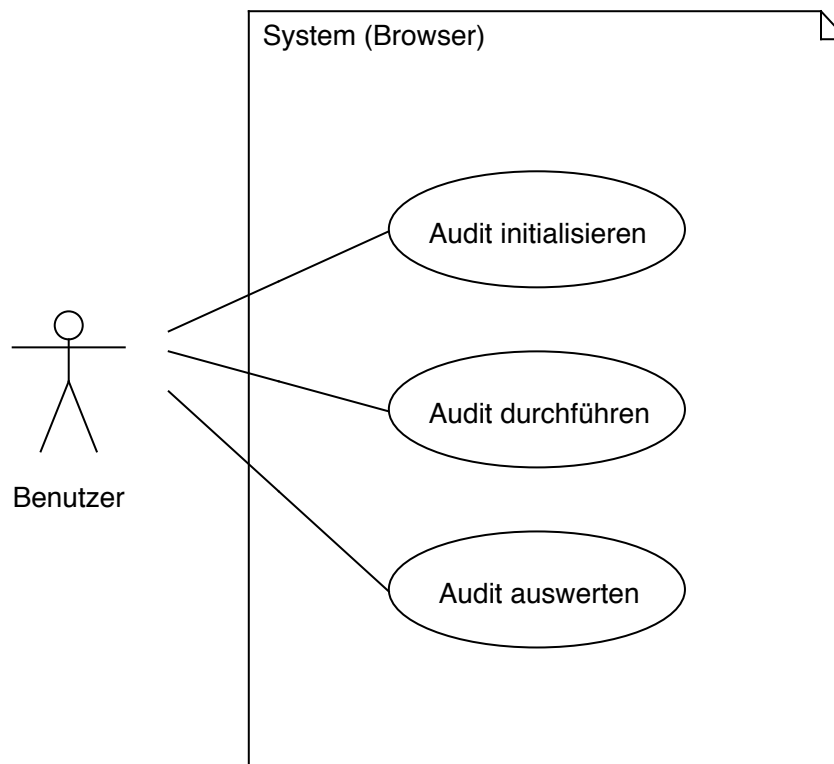 System (Browser)
Audit initialisieren
Audit durchführen
Benutzer
Audit auswerten